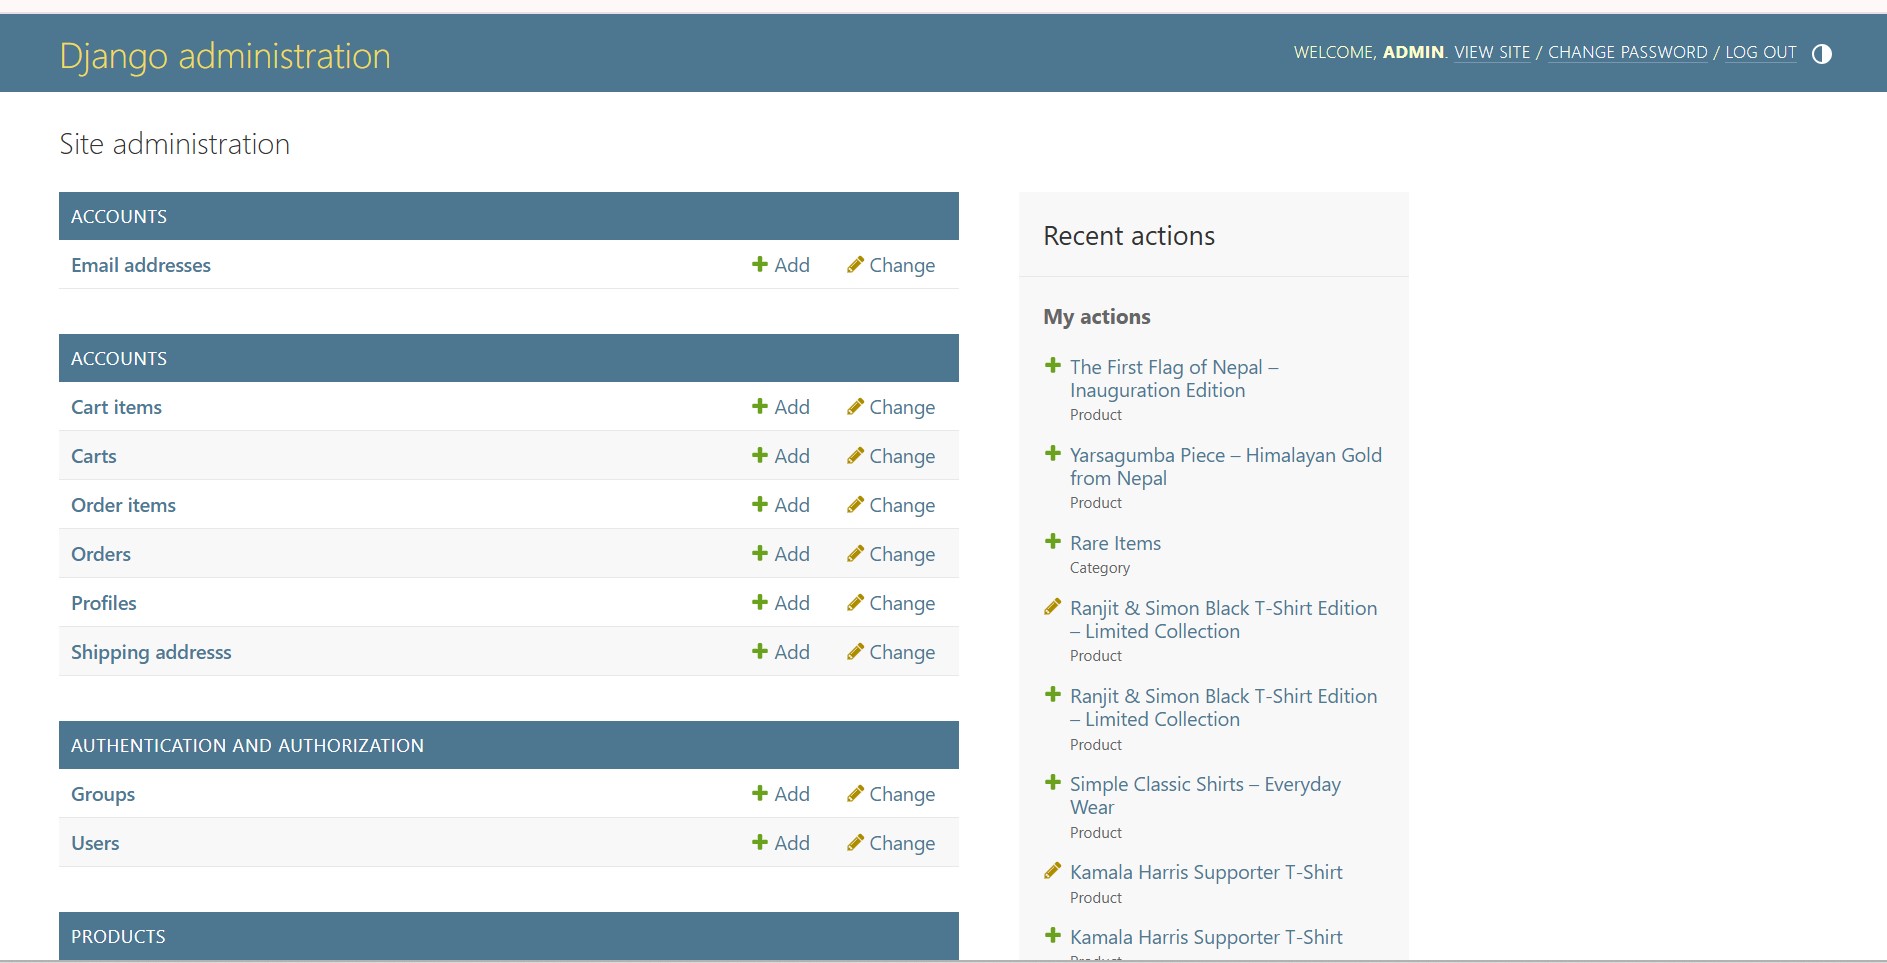 Django administration
WELCOME, ADMIN. VIEW SITE / CHANGE PASSWORD / LOG OUT
Site administration
ACCOUNTS
Email addresses Add Change
ACCOUNTS
Cart items Add Change
Carts Add Change
Order items Add Change
Orders Add Change
Profiles Add Change
Shipping addresss Add Change
AUTHENTICATION AND AUTHORIZATION
Groups Add Change
Users Add Change
PRODUCTS
Recent actions
My actions
The First Flag of Nepal –
Inauguration Edition
Product
Yarsagumba Piece – Himalayan Gold
from Nepal
Product
Rare Items
Category
Ranjit & Simon Black T-Shirt Edition
– Limited Collection
Product
Ranjit & Simon Black T-Shirt Edition
– Limited Collection
Product
Simple Classic Shirts – Everyday
Wear
Product
Kamala Harris Supporter T-Shirt
Product
Kamala Harris Supporter T-Shirt